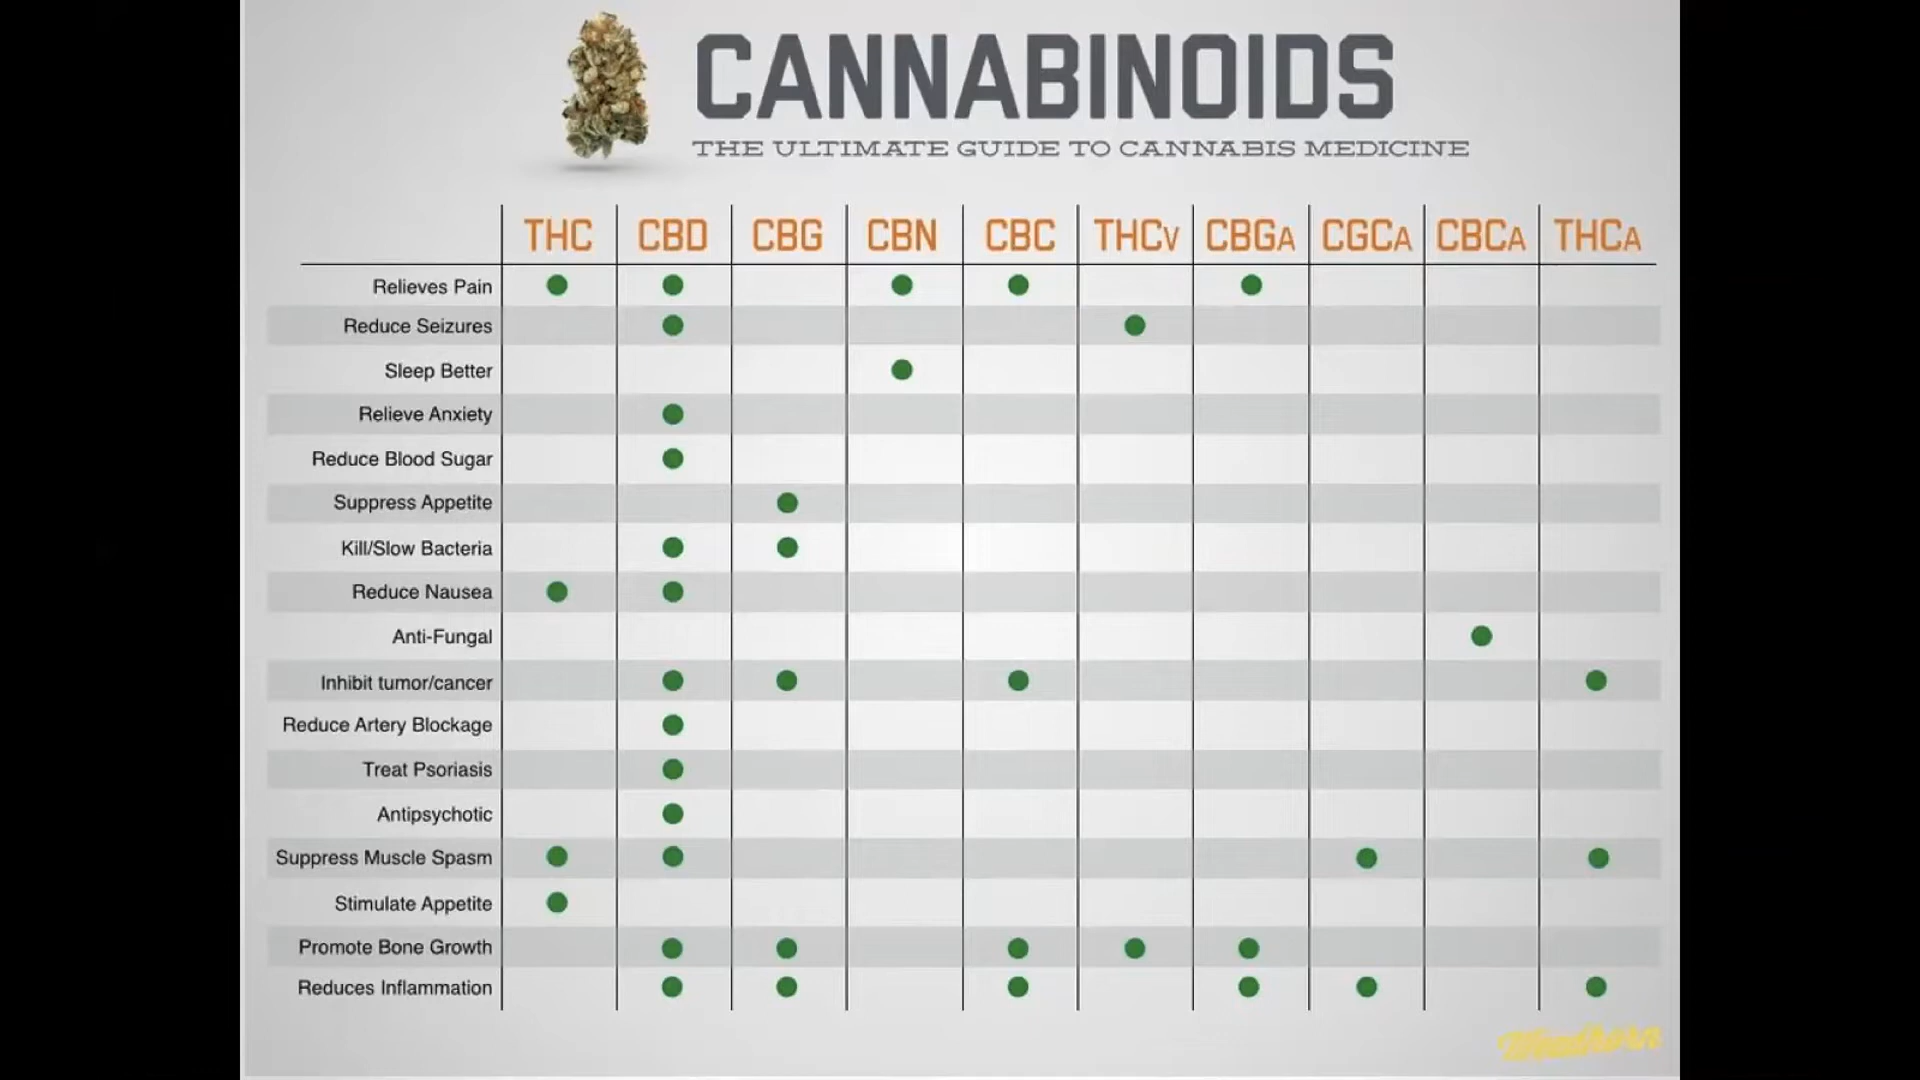 CANNABINOIDS
THE ULTIMATE GUIDE TO CANNABIS MEDICINE
THC CBD CBG CBN CBC THCV CBGA CGCA CBCA THCA
Relieves Pain
Reduce Seizures
Sleep Better
Relieve Anxiety
Reduce Blood Sugar
Suppress Appetite
Kill/Slow Bacteria
Reduce Nausea
Anti-Fungal
Inhibit tumor/cancer
Reduce Artery Blockage
Treat Psoriasis
Antipsychotic
Suppress Muscle Spasm
Stimulate Appetite
Promote Bone Growth
Reduces Inflammation